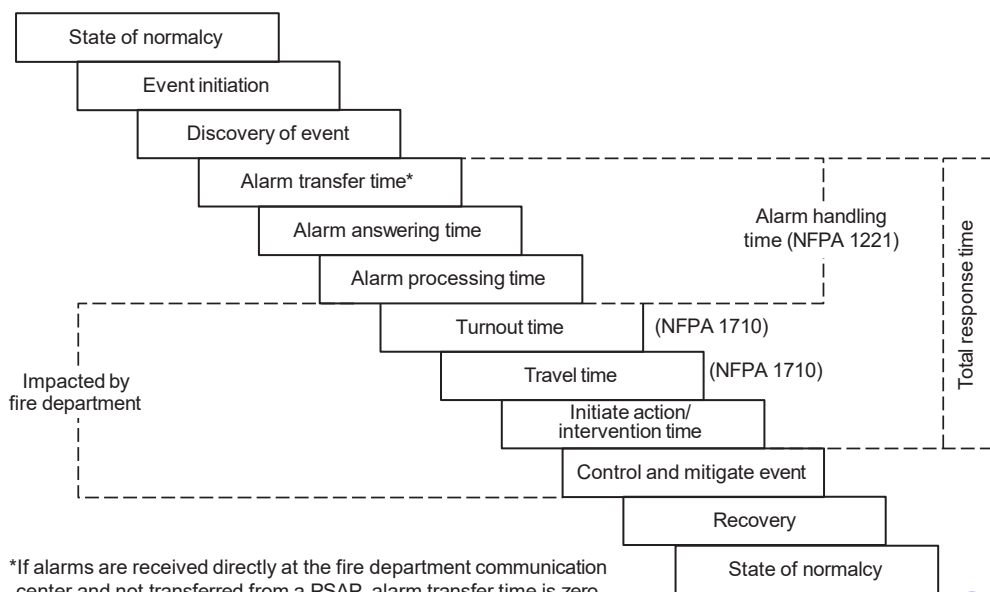 State of normalcy
Event initiation
Discovery of event
Alarm transfer time*
Alarm answering time
Alarm handling
time (NFPA 1221)
Alarm processing time
Total response time
Turnout time
(NFPA 1710)
Travel time
(NFPA 1710)
Impacted by
fire department
Initiate action/
intervention time
Control and mitigate event
Recovery
State of normalcy
*If alarms are received directly at the fire department communication
center and not transferred from a PSAP, alarm transfer time is zero.